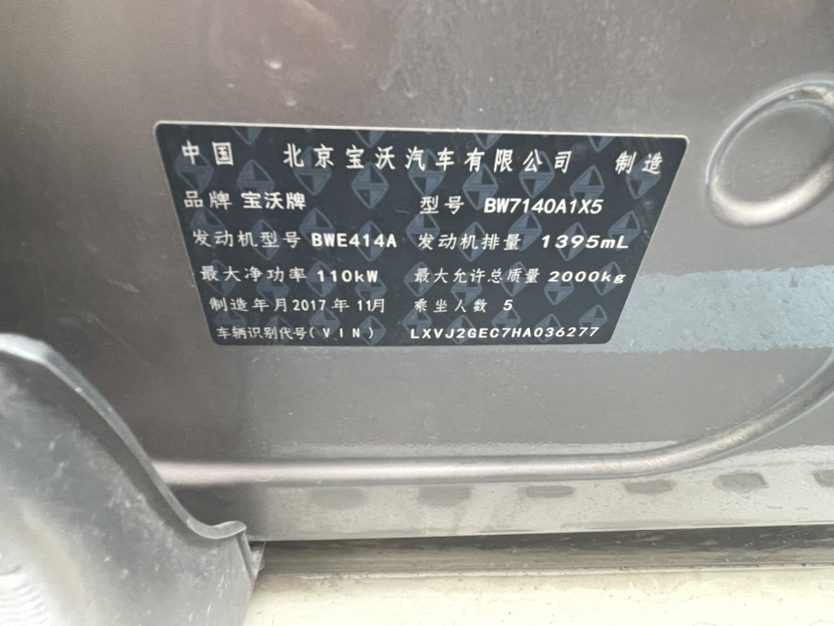 中国 北京宝沃汽车有限公司 制造
品牌 宝沃牌 型号 BW7140A1X5
发动机型号 BWE414A 发动机排量 1395mL
最大净功率 110kW 最大允许总质量 2000kg
制造年月 2017 年 11月 乘坐人数 5
车辆识别代号(VIN) LXVJ2GEC7HA036277